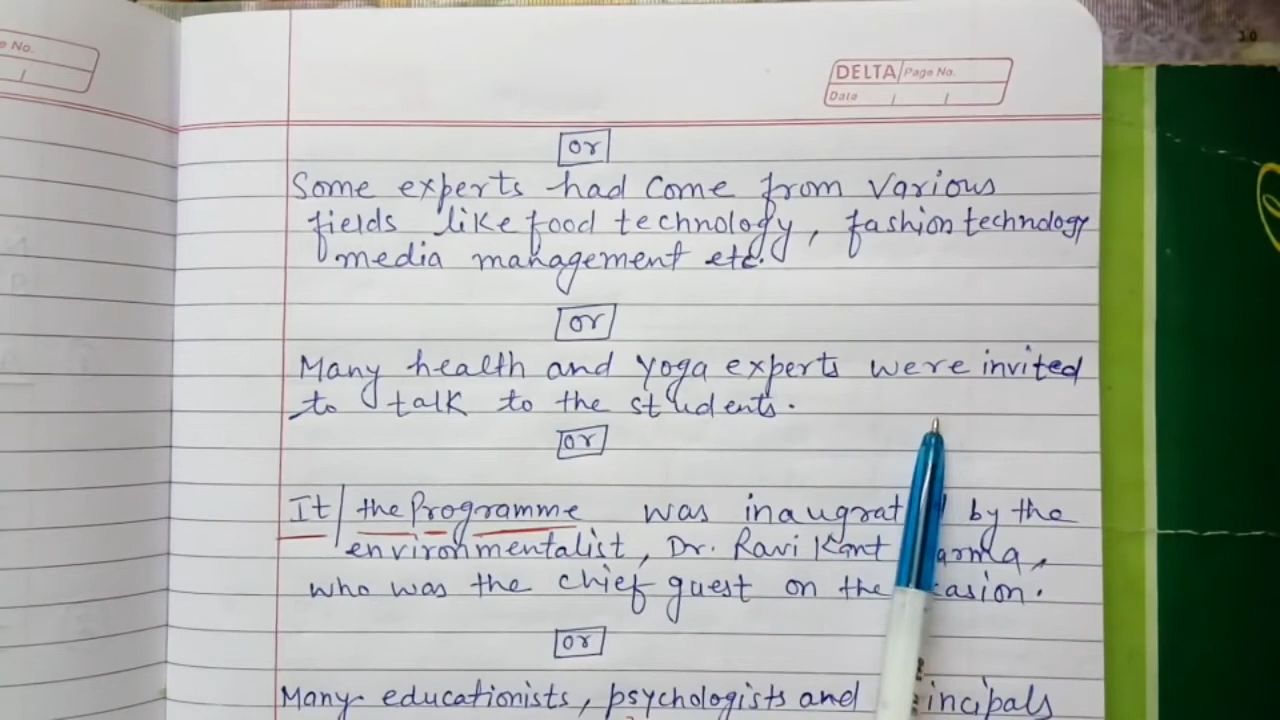 e No.
DELTA Page No.
Date
or
Some experts had come from various
fields like food technology, fashion technology
media management etc.
or
Many health and yoga experts were invited
to talk to the students.
or
It/the Programme was by the
environmentalist, Dr. Ravi Kant
who was the chief guest on the
or
Many educationists, psychologists and